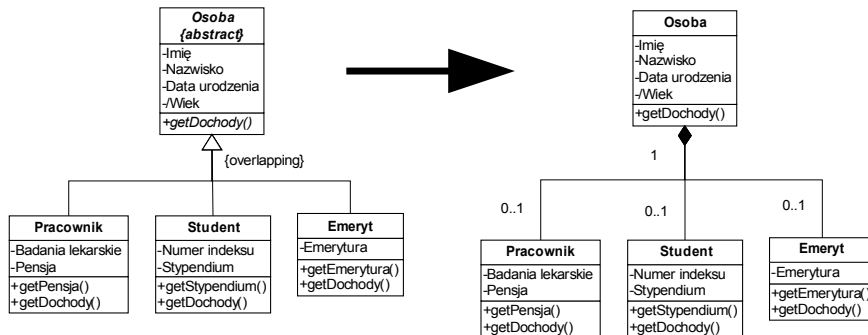 Osoba
{abstract}
-Imię
-Nazwisko
-Data urodzenia
-/Wiek
+getDochody()
{overlapping}
Pracownik
-Badania lekarskie
-Pensja
+getPensja()
+getDochody()
Student
-Numer indeksu
-Stypendium
+getStypendium()
+getDochody()
Emeryt
-Emerytura
+getEmerytura()
+getDochody()
Osoba
-Imię
-Nazwisko
-Data urodzenia
-/Wiek
+getDochody()
1
0..1
0..1
0..1
Pracownik
-Badania lekarskie
-Pensja
+getPensja()
+getDochody()
Student
-Numer indeksu
-Stypendium
+getStypendium()
+getDochody()
Emeryt
-Emerytura
+getEmerytura()
+getDochody()